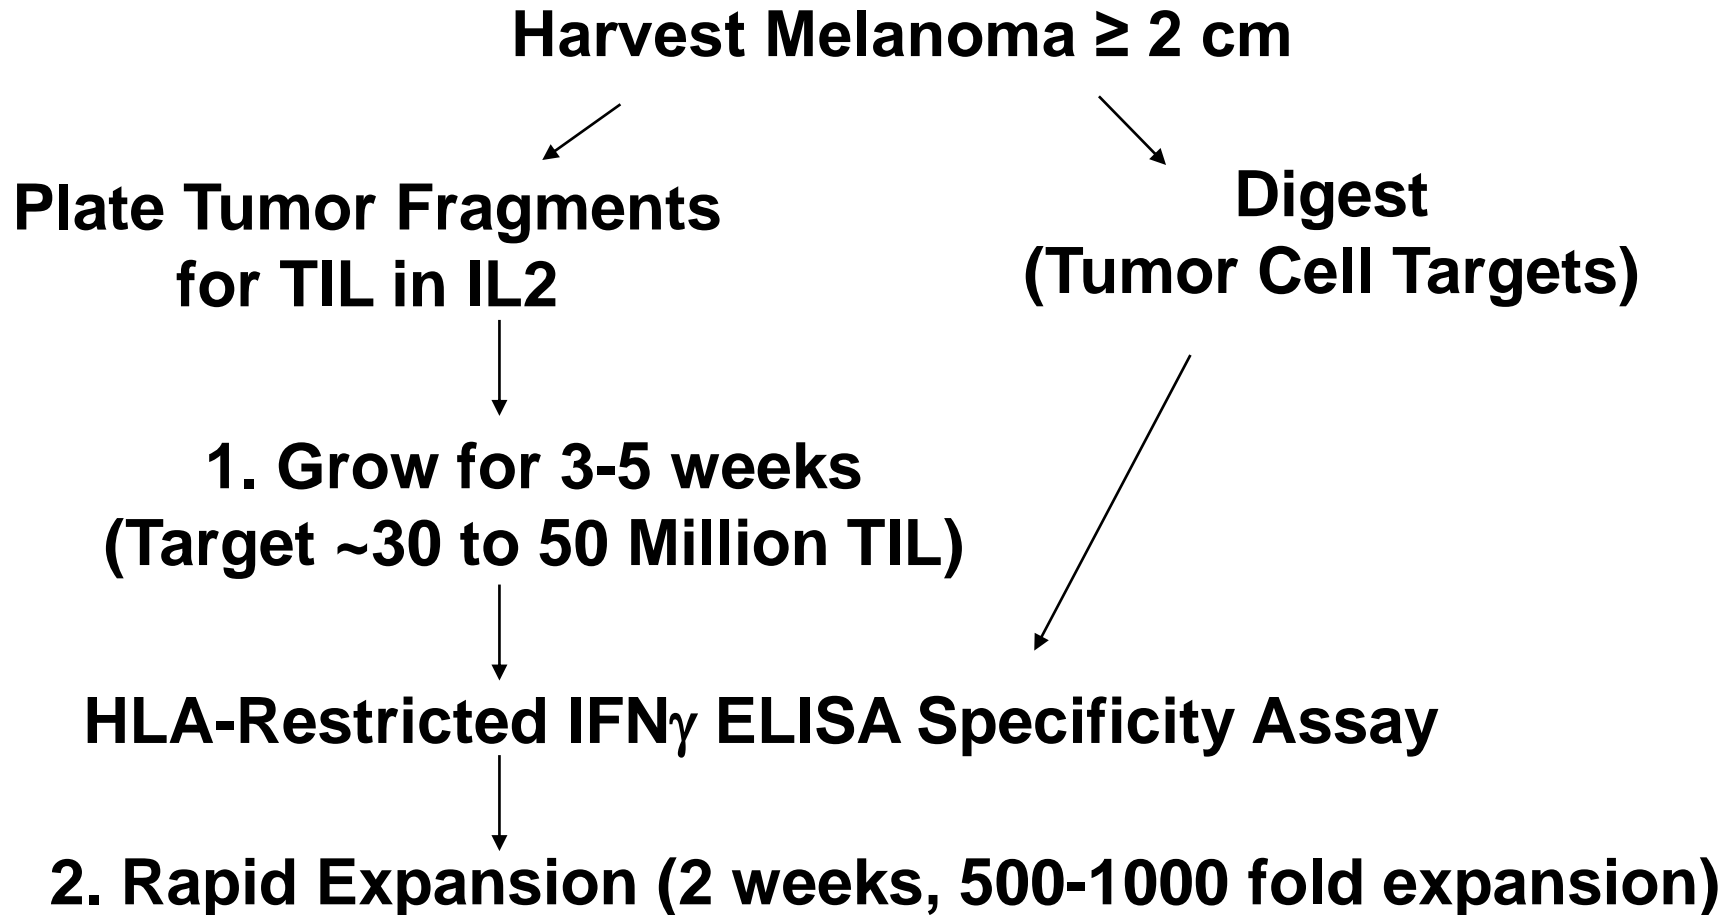 Harvest Melanoma ≥ 2 cm
Plate Tumor Fragments
for TIL in IL2
Digest
(Tumor Cell Targets)
1. Grow for 3-5 weeks
(Target ~30 to 50 Million TIL)
HLA-Restricted IFNγ ELISA Specificity Assay
2. Rapid Expansion (2 weeks, 500-1000 fold expansion)